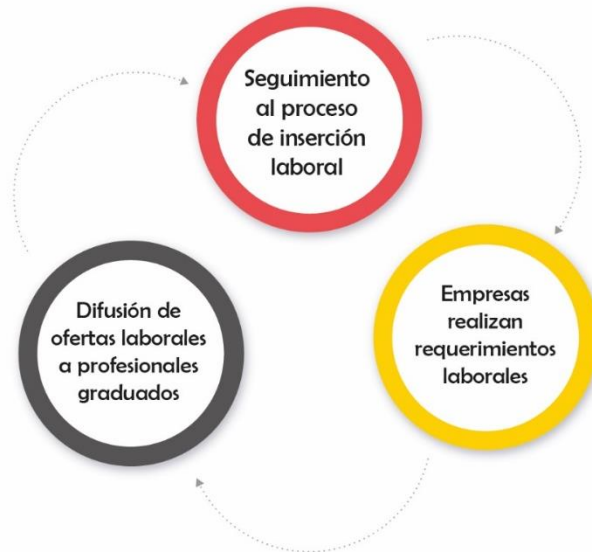 Seguimiento
al proceso
de inserción
laboral
Empresas
realizan
requerimientos
laborales
Difusión de
ofertas laborales
a profesionales
graduados